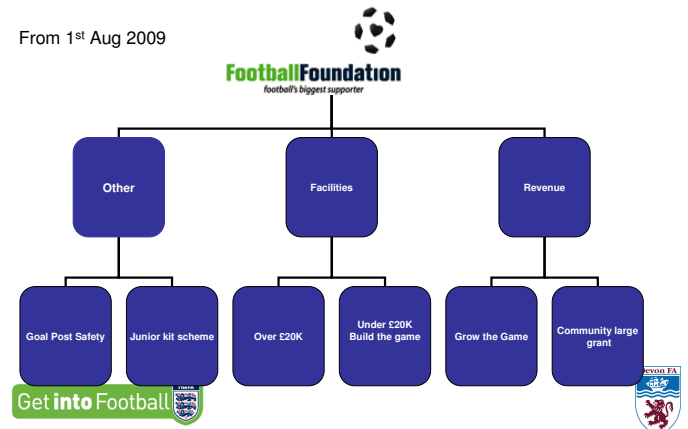 From 1st Aug 2009
FootballFoundation
football's biggest supporter
Other
Facilities
Revenue
Goal Post Safety
Junior kit scheme
Over £20K
Under £20K
Build the game
Grow the Game
Community large
grant
TheFA
Get into Football
Devon FA